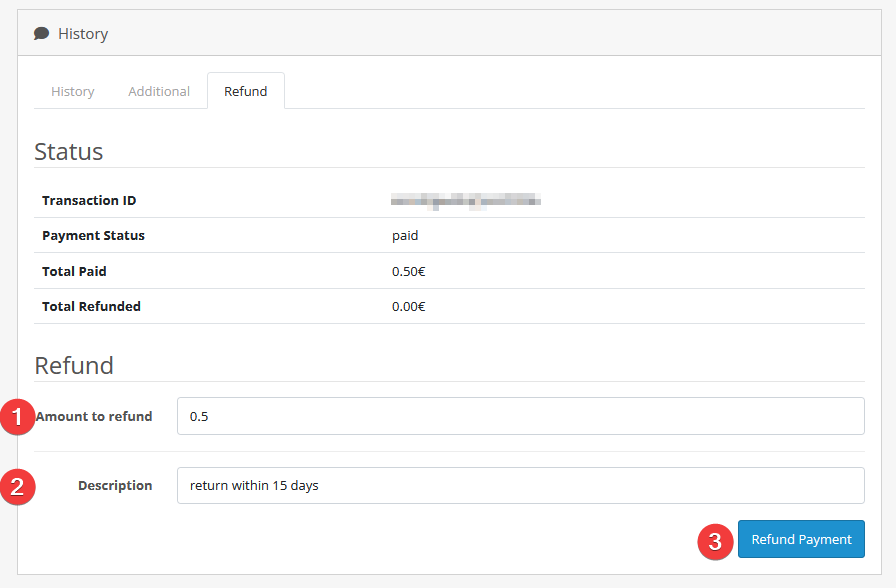 History
History Additional Refund
Status
Transaction ID
Payment Status paid
Total Paid 0.50€
Total Refunded 0.00€
Refund
1 Amount to refund 0.5
2 Description return within 15 days
3 Refund Payment